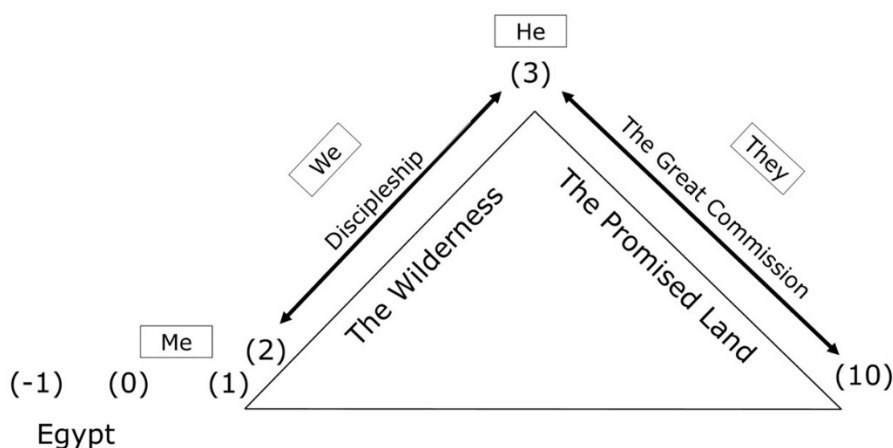 He
(3)
We
Discipleship
The Great Commission
They
The Wilderness
The Promised Land
Me
(2)
(-1) (0) (1)
(10)
Egypt